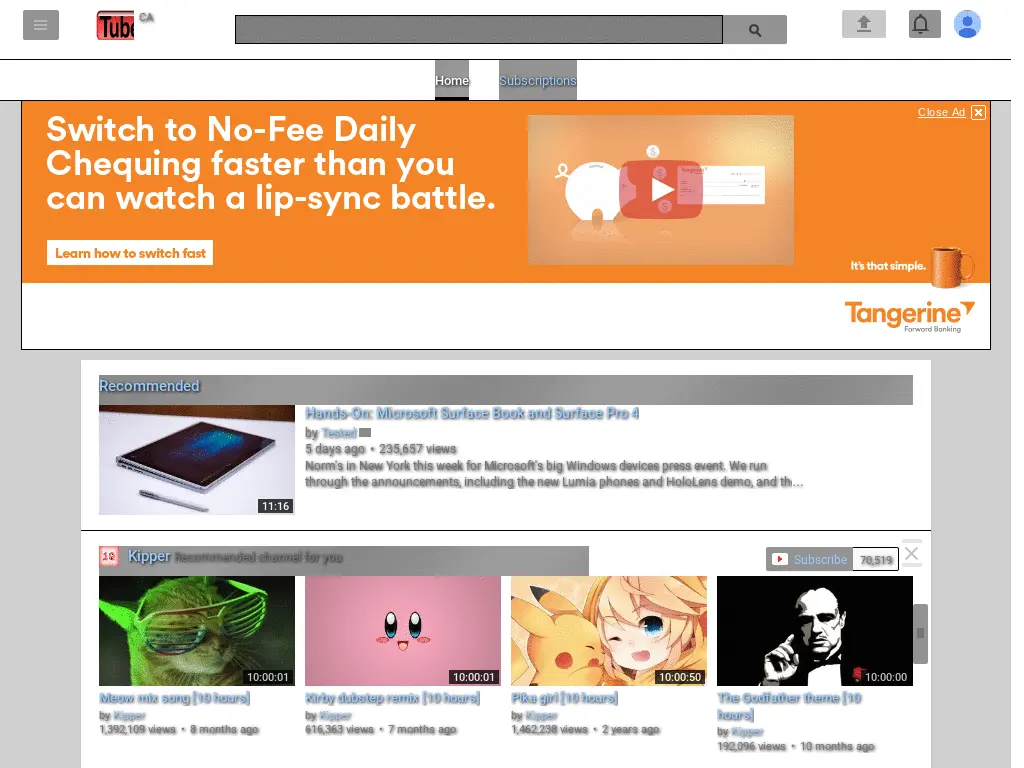 Tube CA
Home Subscriptions
Close Ad
Switch to No-Fee Daily
Chequing faster than you
can watch a lip-sync battle.
Learn how to switch fast
It's that simple.
Tangerine
Forward Banking
Recommended
Hands-On: Microsoft Surface Book and Surface Pro 4
by Tested
5 days ago • 235,657 views
Norm's in New York this week for Microsoft's big Windows devices press event. We run
through the announcements, including the new Lumia phones and HoloLens demo, and th...
11:16
10 Kipper Recommended channel for you
Subscribe 70,519
10:00:01
Meow mix song [10 hours]
by Kipper
1,392,109 views • 8 months ago
10:00:01
Kirby dubstep remix [10 hours]
by Kipper
616,363 views • 7 months ago
10:00:50
Pika girl [10 hours]
by Kipper
1,462,238 views • 2 years ago
10:00:00
The Godfather theme [10
hours]
by Kipper
192,096 views • 10 months ago